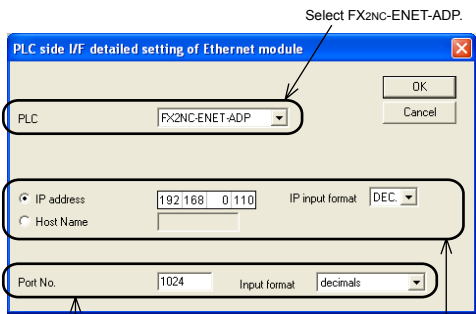 Select FX2NC-ENET-ADP.
PLC side I/F detailed setting of Ethernet module
OK
PLC FX2NC-ENET-ADP Cancel
IP address 192 168 0 110 IP input format DEC.
Host Name
Port No. 1024 Input format decimals